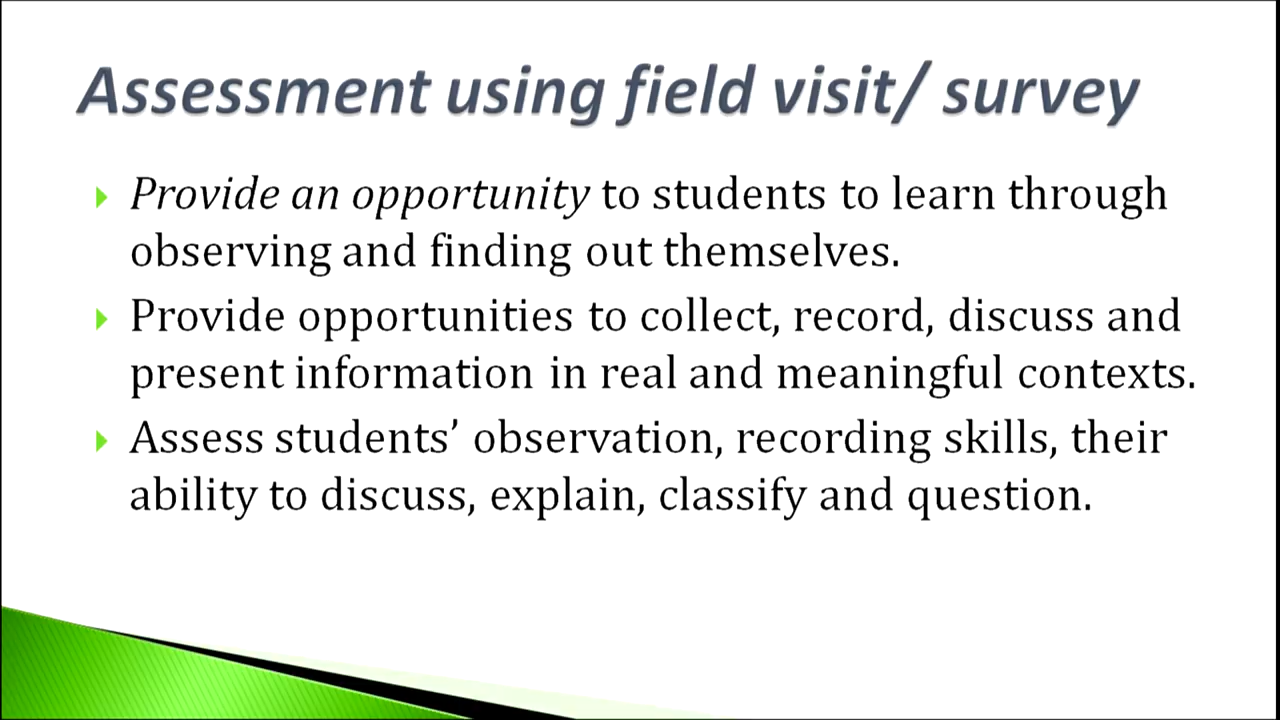 Assessment using field visit/ survey
Provide an opportunity to students to learn through
observing and finding out themselves.
Provide opportunities to collect, record, discuss and
present information in real and meaningful contexts.
Assess students’ observation, recording skills, their
ability to discuss, explain, classify and question.